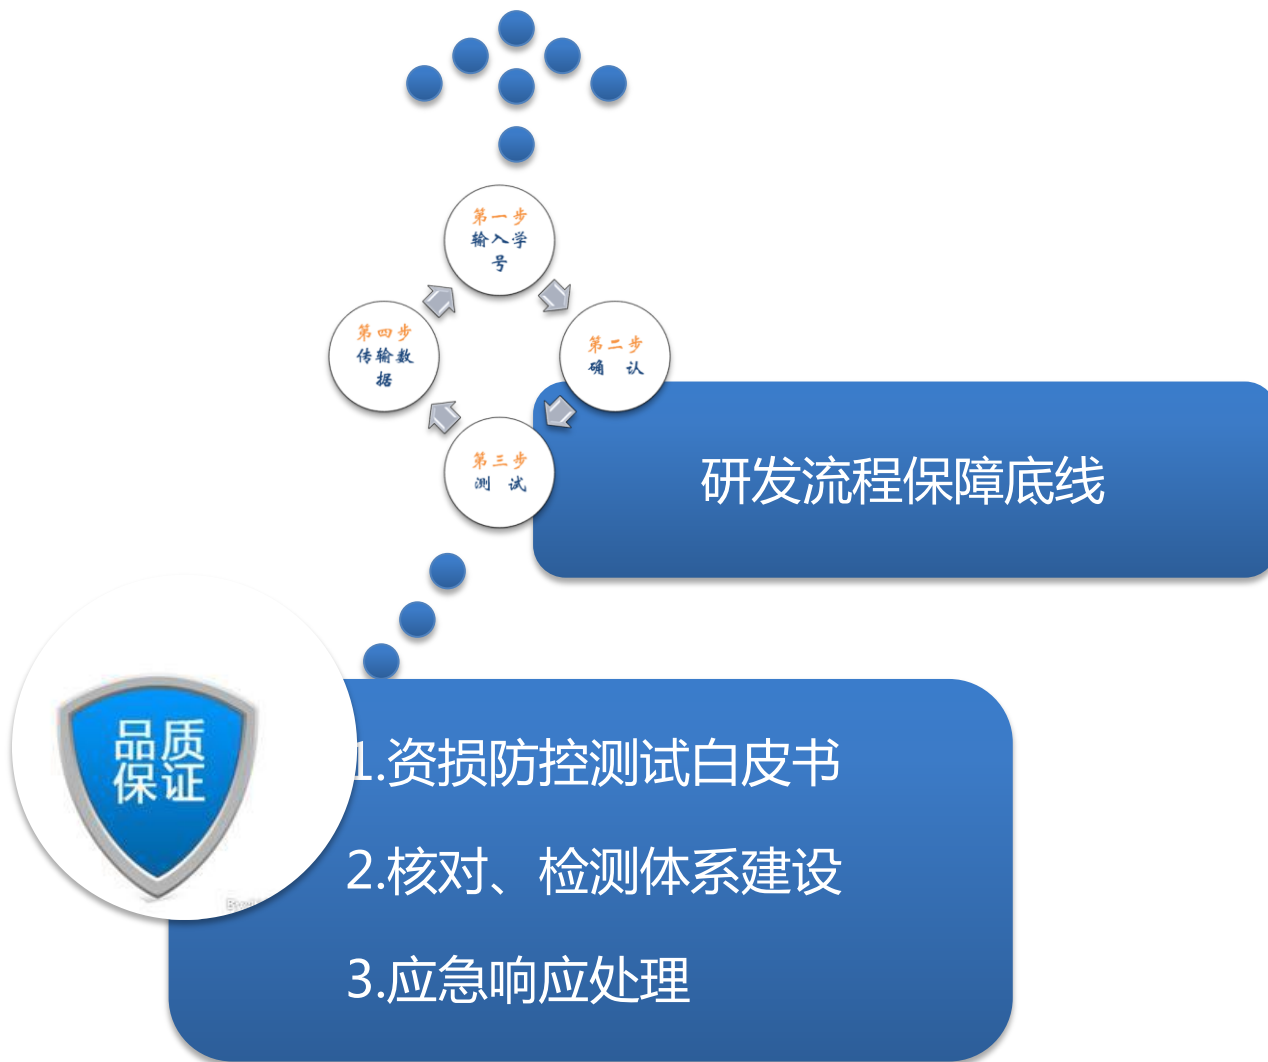 第一步
输入学
号
第四步
传输数
据
第二步
确 认
第三步
测 试
研发流程保障底线
品质
保证
1.资损防控测试白皮书
2.核对、检测体系建设
3.应急响应处理